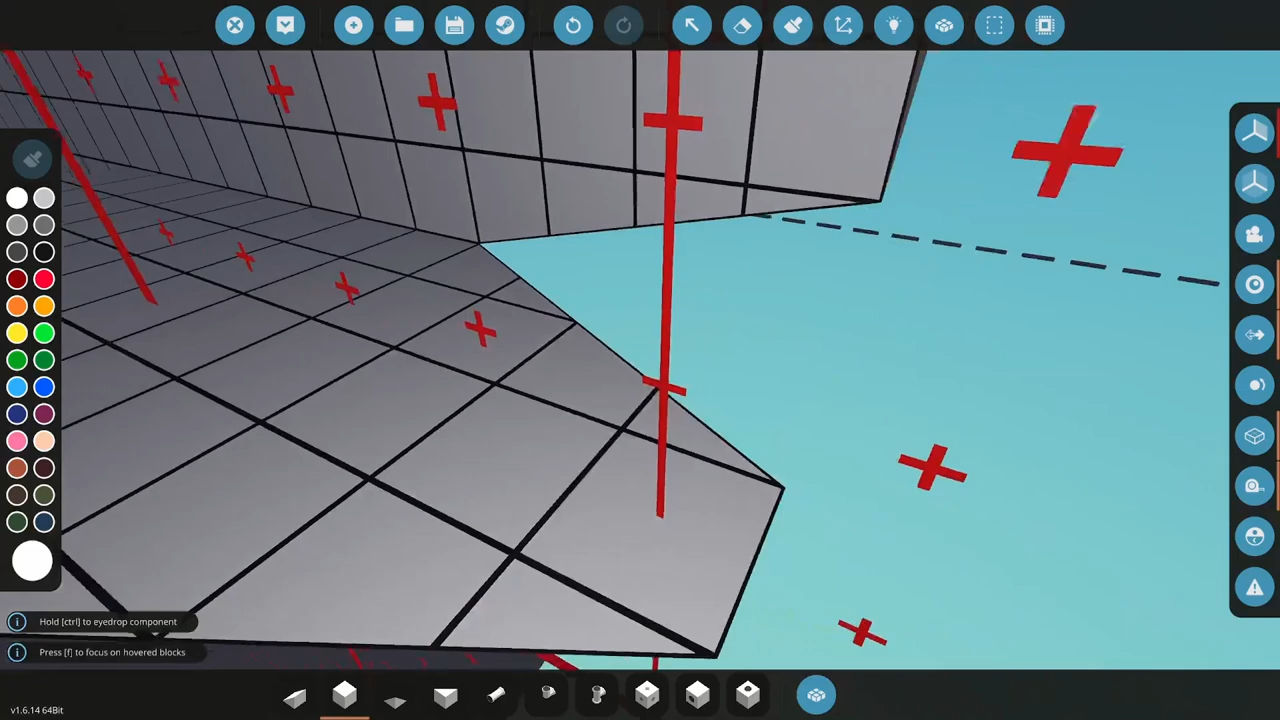 Hold [ctrl] to eyedrop component
Press [f] to focus on hovered blocks
v1.6.14 64Bit